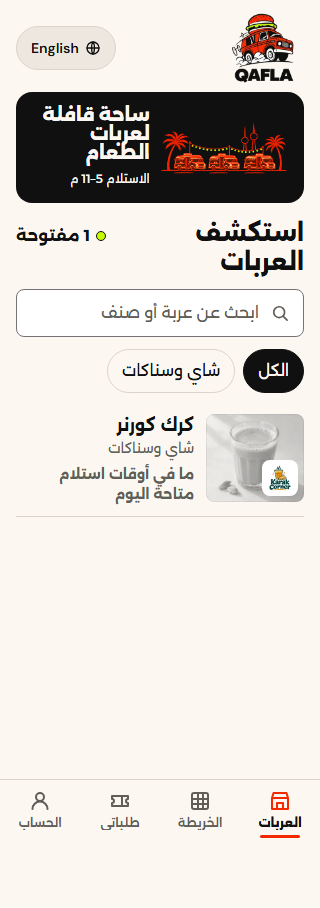 English
QAFLA
ساحة قافلة
لعربات
الطعام
الاستلام 5–11 م
استكشف
العربات
1 مفتوحة
ابحث عن عربة أو صنف
الكل
شاي وسناكات
كرك كورنر
شاي وسناكات
ما في أوقات استلام
متاحة اليوم
Karak
Corner
العربات
الخريطة
طلباتي
الحساب